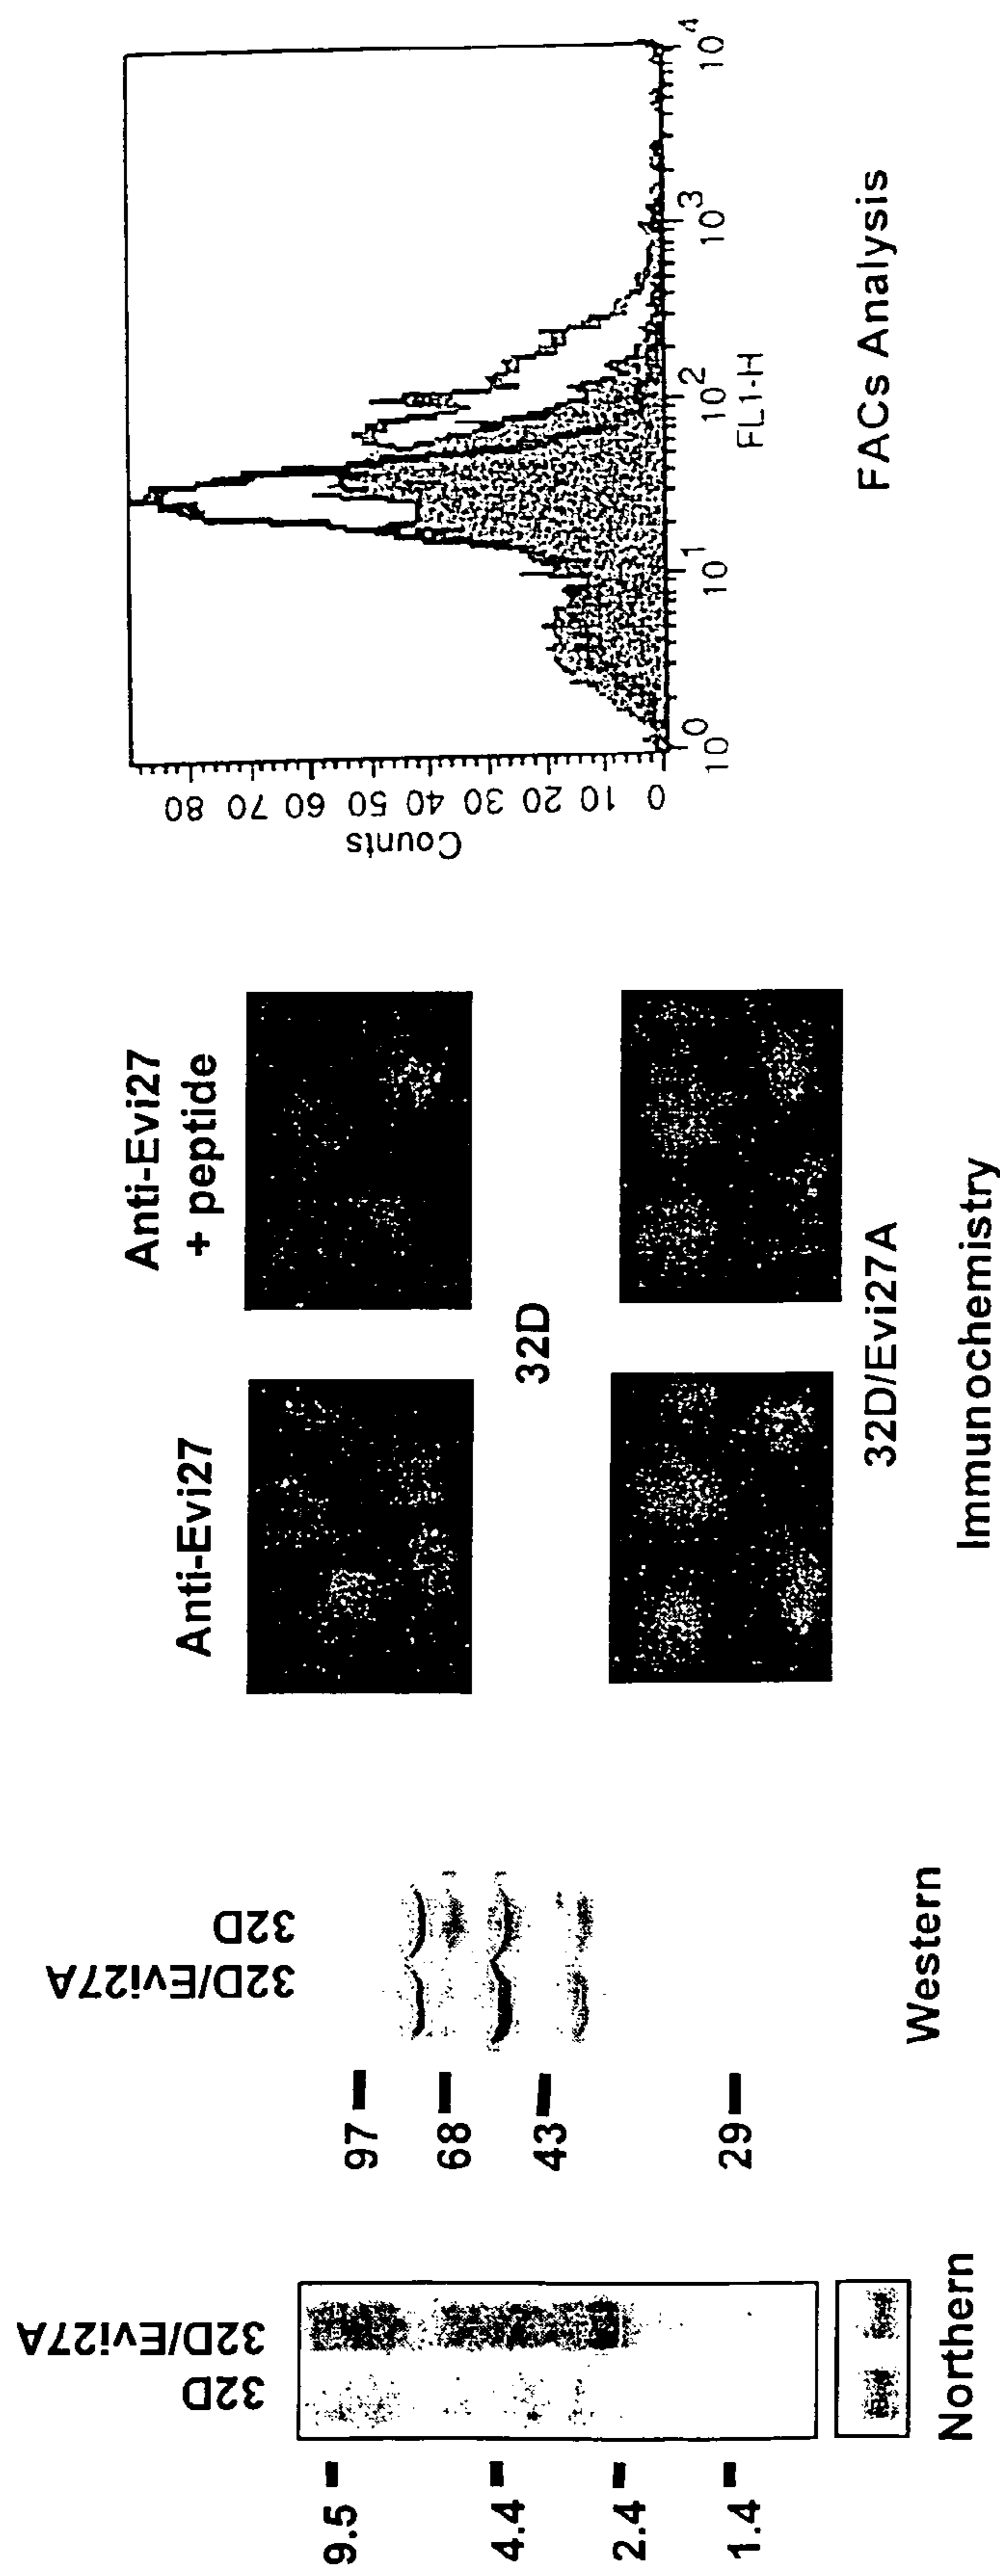 32D
32D/Evi27A
9.5
4.4
2.4
1.4
Northern
32D/Evi27A
32D
97
68
43
29
Western
Anti-Evi27
Anti-Evi27
+ peptide
32D
32D/Evi27A
Immunochemistry
Counts
80
70
60
50
40
30
20
10
0
10^0
10^1
10^2
10^3
10^4
FL1-H
FACs Analysis